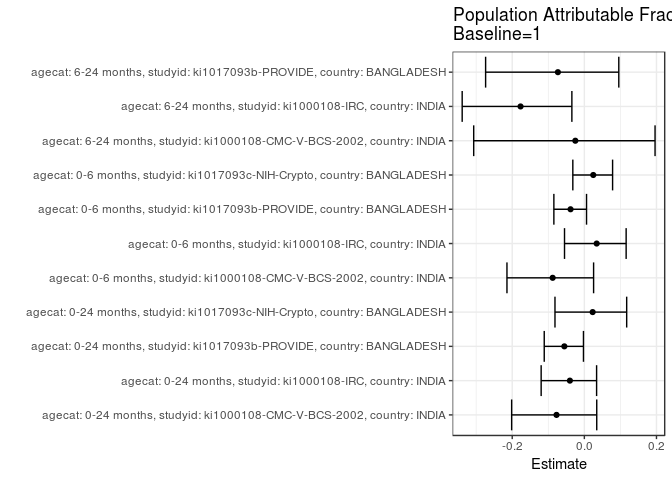 Population Attributable Frac
Baseline=1
agecat: 6-24 months, studyid: ki1017093b-PROVIDE, country: BANGLADESH
agecat: 6-24 months, studyid: ki1000108-IRC, country: INDIA
agecat: 6-24 months, studyid: ki1000108-CMC-V-BCS-2002, country: INDIA
agecat: 0-6 months, studyid: ki1017093c-NIH-Crypto, country: BANGLADESH
agecat: 0-6 months, studyid: ki1017093b-PROVIDE, country: BANGLADESH
agecat: 0-6 months, studyid: ki1000108-IRC, country: INDIA
agecat: 0-6 months, studyid: ki1000108-CMC-V-BCS-2002, country: INDIA
agecat: 0-24 months, studyid: ki1017093c-NIH-Crypto, country: BANGLADESH
agecat: 0-24 months, studyid: ki1017093b-PROVIDE, country: BANGLADESH
agecat: 0-24 months, studyid: ki1000108-IRC, country: INDIA
agecat: 0-24 months, studyid: ki1000108-CMC-V-BCS-2002, country: INDIA
-0.2 0.0 0.2
Estimate